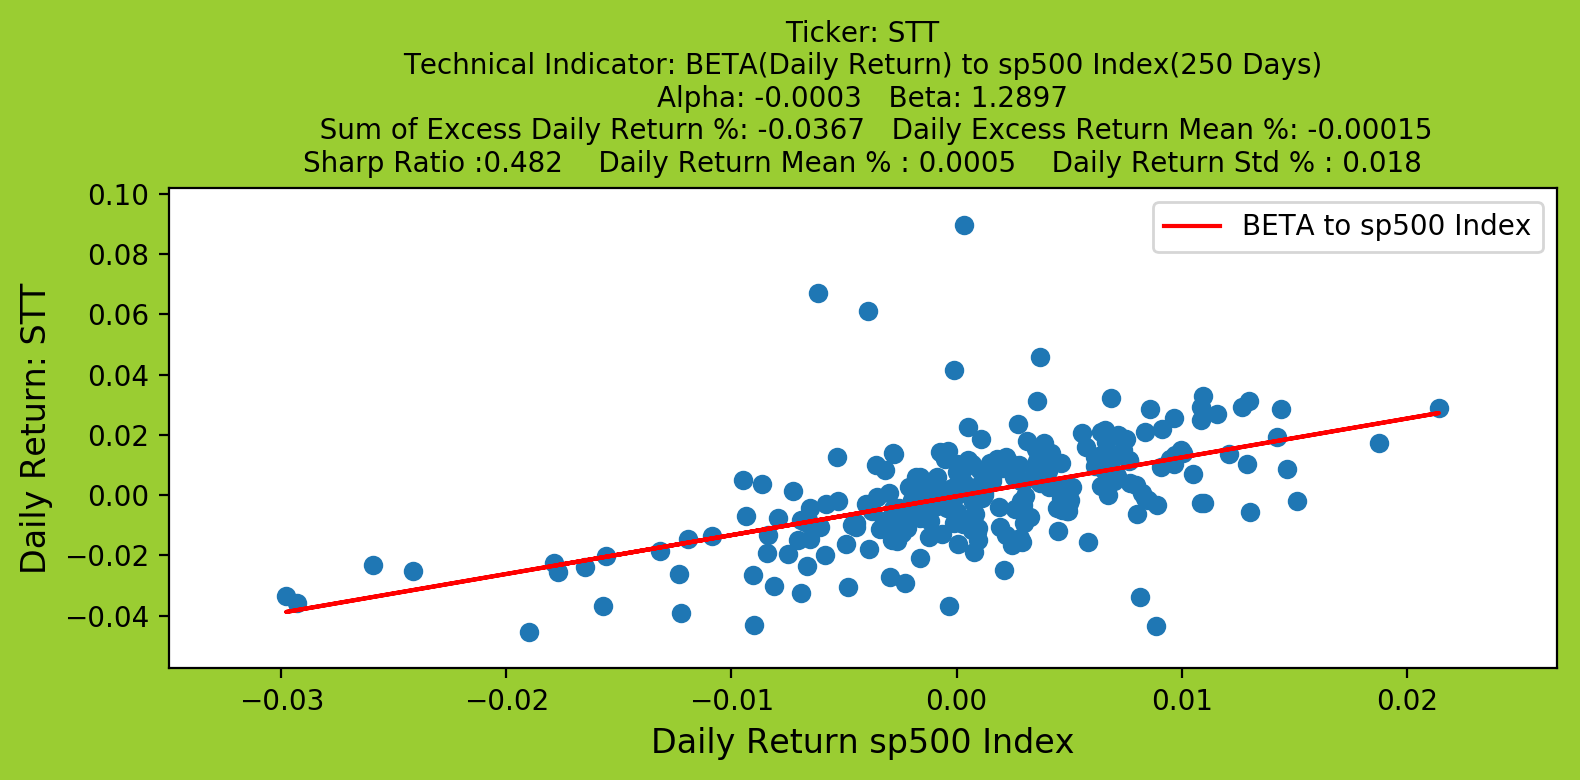 Ticker: STT
Technical Indicator: BETA(Daily Return) to sp500 Index(250 Days)
Alpha: -0.0003   Beta: 1.2897
Sum of Excess Daily Return %: -0.0367   Daily Excess Return Mean %: -0.00015
Sharp Ratio :0.482    Daily Return Mean % : 0.0005    Daily Return Std % : 0.018
BETA to sp500 Index
Daily Return: STT
0.10
0.08
0.06
0.04
0.02
0.00
−0.02
−0.04
−0.03 −0.02 −0.01 0.00 0.01 0.02
Daily Return sp500 Index